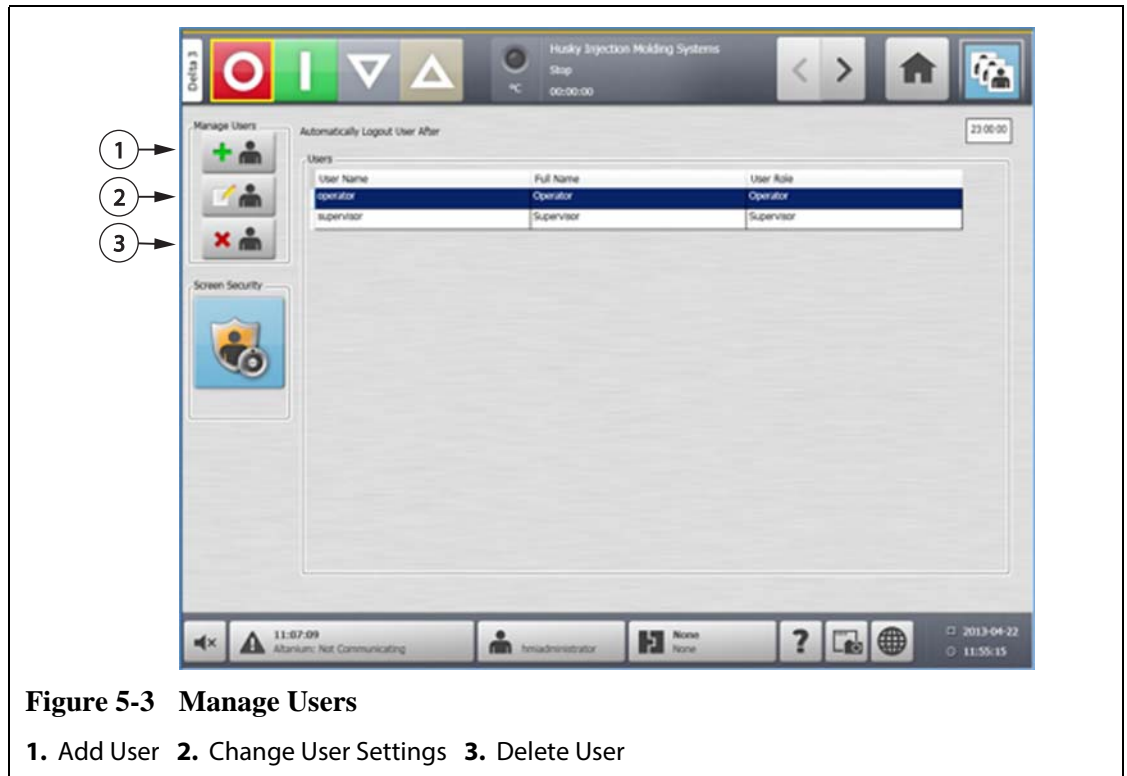 Delta 3
Husky Injection Molding Systems
Stop
°C
00:00:00
Manage Users
Automatically Logout User After
23:00:00
1
2
3
Users
User Name Full Name User Role
operator Operator Operator
supervisor Supervisor Supervisor
Screen Security
11:07:09
Altanium: Not Communicating
hmiadministrator
None
None
?
2013-04-22
11:55:15
Figure 5-3 Manage Users
1. Add User 2. Change User Settings 3. Delete User